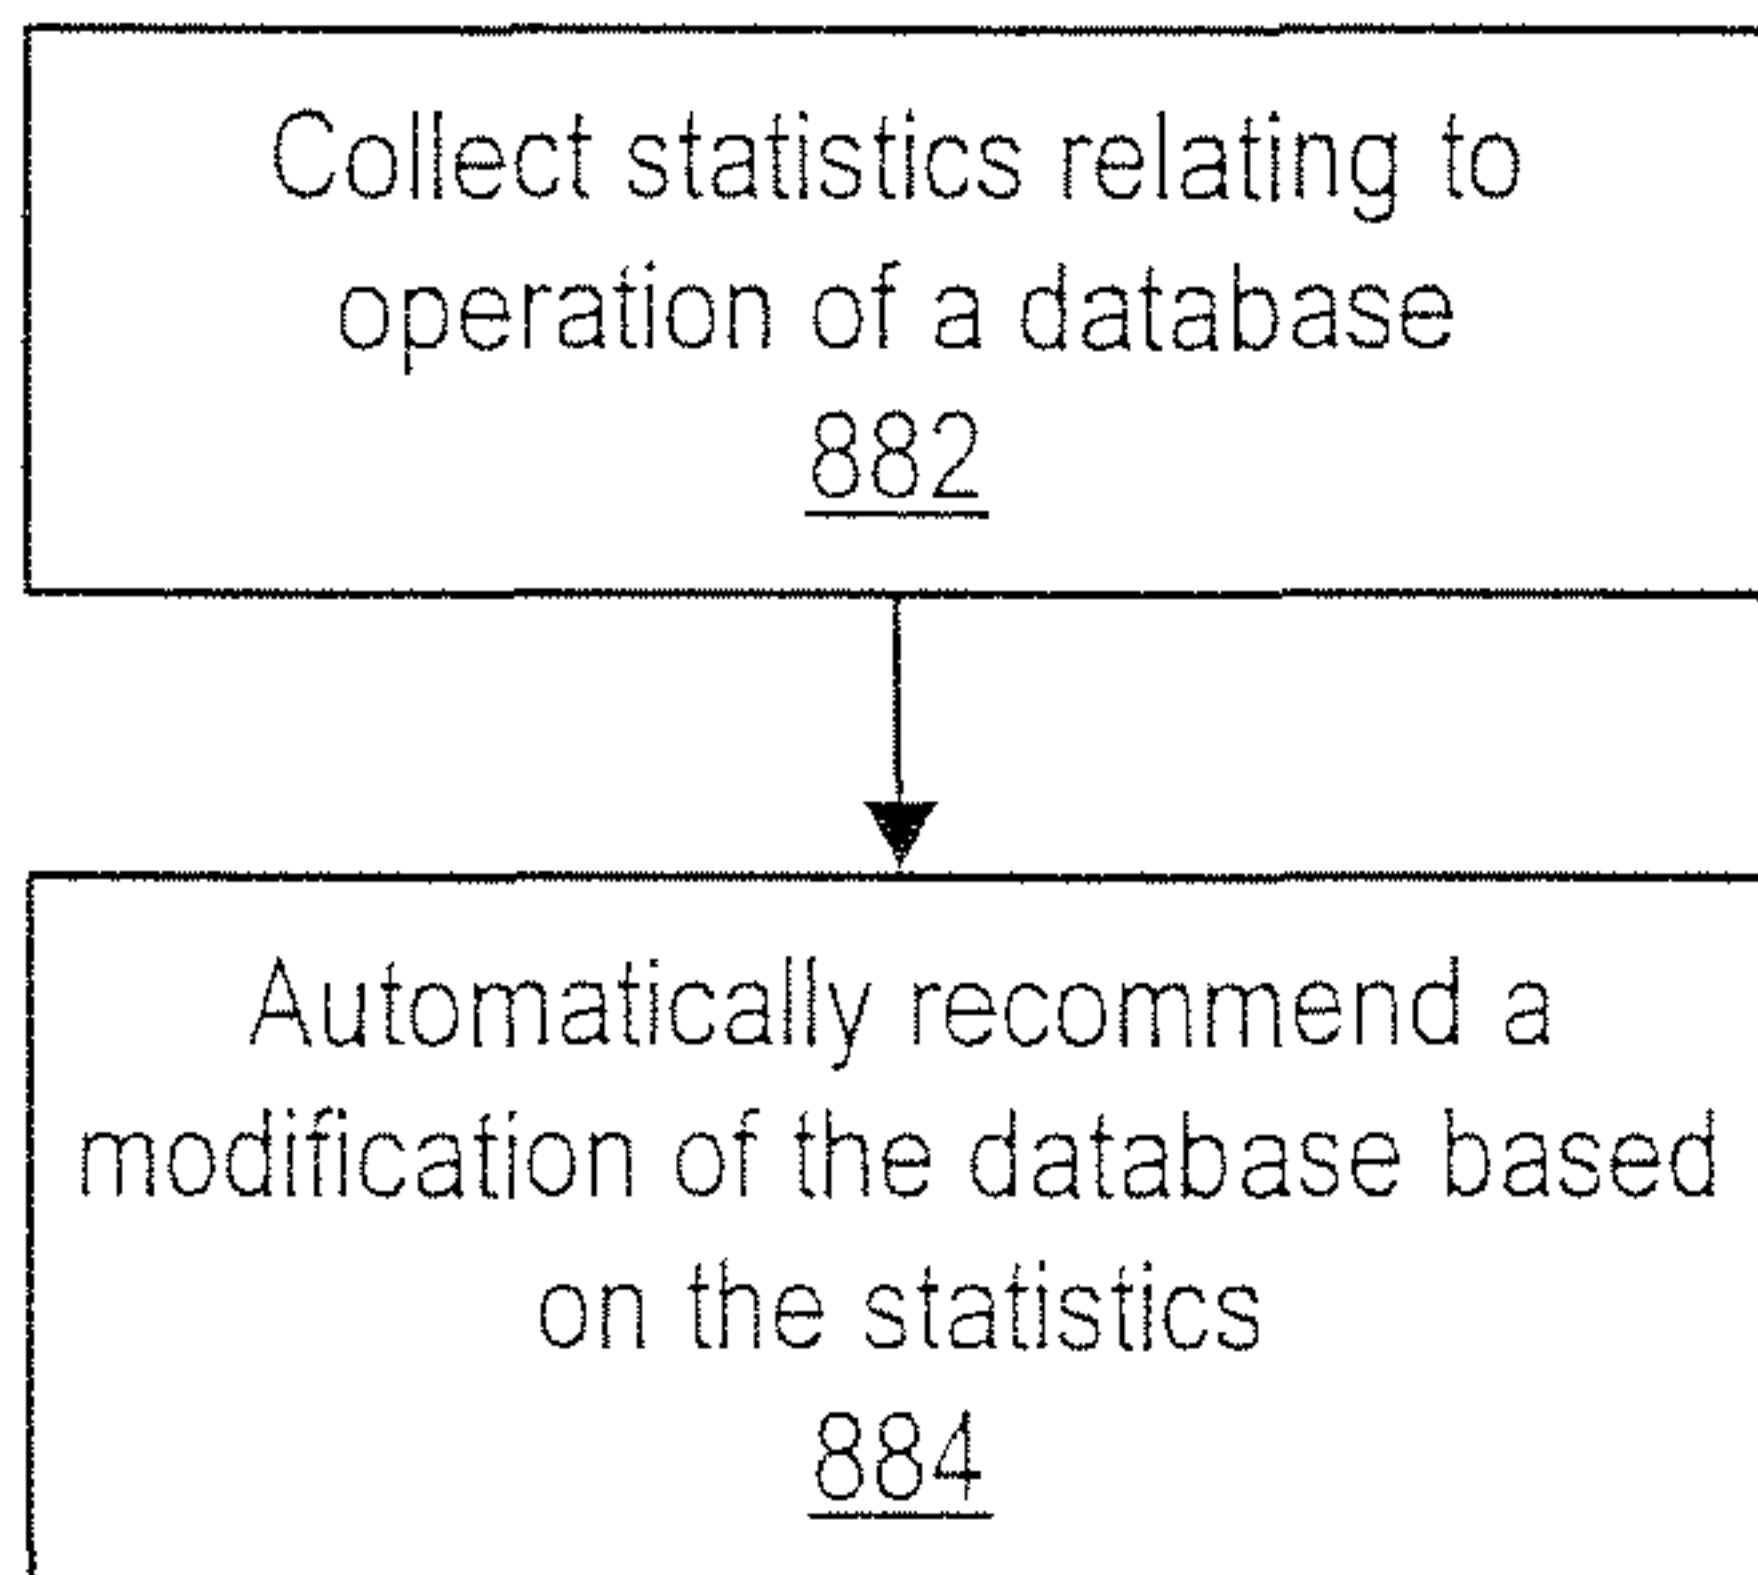 Collect statistics relating to
operation of a database
882
Automatically recommend a
modification of the database based
on the statistics
884